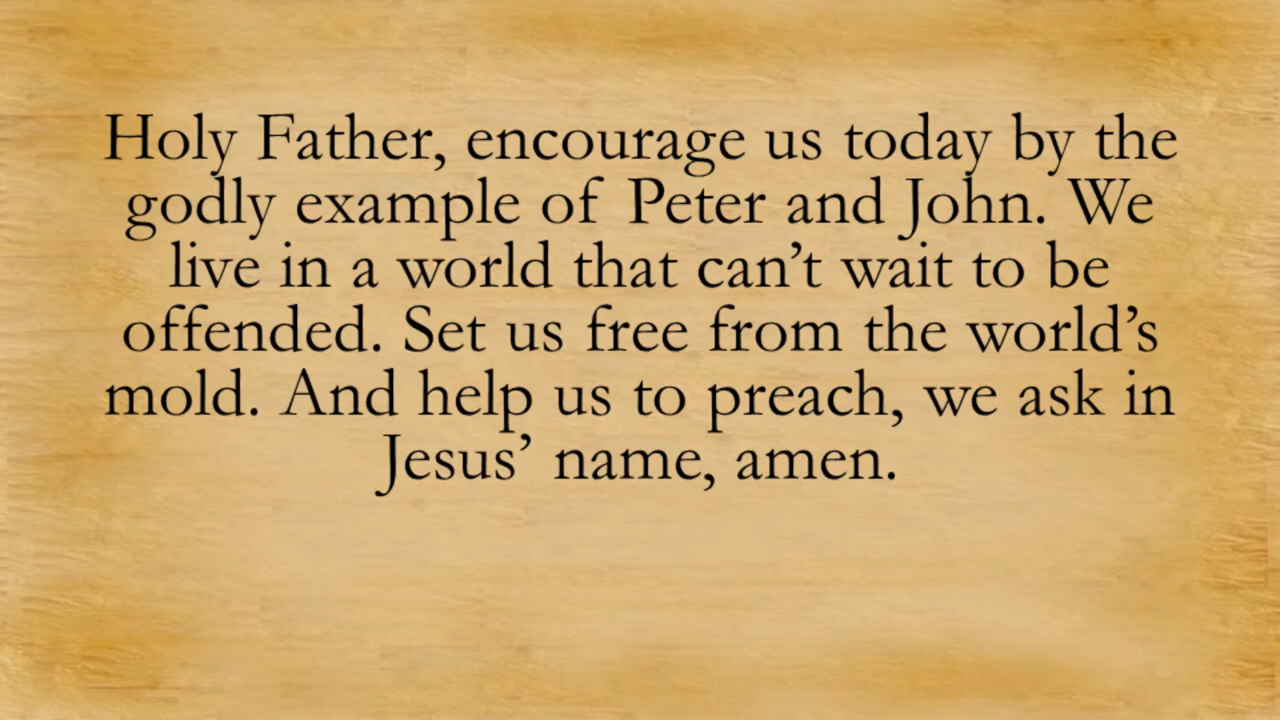 Holy Father, encourage us today by the
godly example of Peter and John. We
live in a world that can’t wait to be
offended. Set us free from the world’s
mold. And help us to preach, we ask in
Jesus’ name, amen.